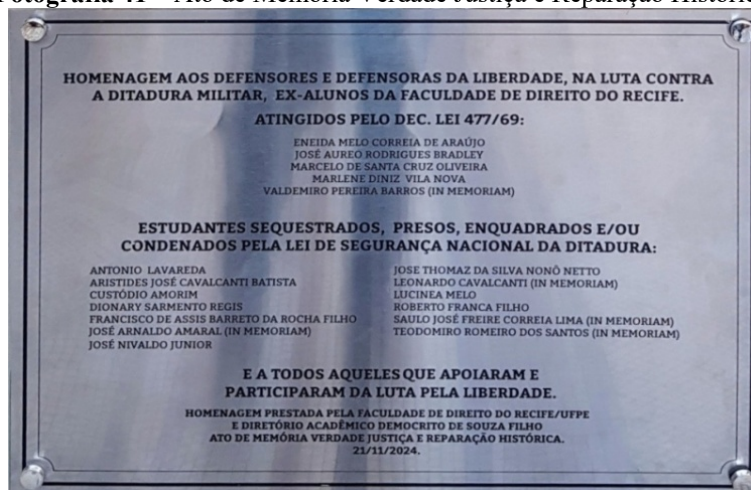 Fotografia 41 – Ato de Memória Verdade Justiça e Reparação Históric
HOMENAGEM AOS DEFENSORES E DEFENSORAS DA LIBERDADE, NA LUTA CONTRA
A DITADURA MILITAR, EX-ALUNOS DA FACULDADE DE DIREITO DO RECIFE.
ATINGIDOS PELO DEC. LEI 477/69:
ENEIDA MELO CORREIA DE ARAÚJO
JOSÉ AUREO RODRIGUES BRADLEY
MARCELO DE SANTA CRUZ OLIVEIRA
MARLENE DINIZ VILA NOVA
VALDEMIRO PEREIRA BARROS (IN MEMORIAM)
ESTUDANTES SEQUESTRADOS, PRESOS, ENQUADRADOS E/OU
CONDENADOS PELA LEI DE SEGURANÇA NACIONAL DA DITADURA:
ANTONIO LAVAREDA
ARISTIDES JOSÉ CAVALCANTI BATISTA
CUSTÓDIO AMORIM
DIONARY SARMENTO REGIS
FRANCISCO DE ASSIS BARRETO DA ROCHA FILHO
JOSÉ ARNALDO AMARAL (IN MEMORIAM)
JOSÉ NIVALDO JUNIOR
JOSE THOMAZ DA SILVA NONÔ NETTO
LEONARDO CAVALCANTI (IN MEMORIAM)
LUCINEA MELO
ROBERTO FRANCA FILHO
SAULO JOSÉ FREIRE CORREIA LIMA (IN MEMORIAM)
TEODOMIRO ROMEIRO DOS SANTOS (IN MEMORIAM)
E A TODOS AQUELES QUE APOIARAM E
PARTICIPARAM DA LUTA PELA LIBERDADE.
HOMENAGEM PRESTADA PELA FACULDADE DE DIREITO DO RECIFE/UFPE
E DIRETÓRIO ACADÊMICO DEMOCRITO DE SOUZA FILHO
ATO DE MEMÓRIA VERDADE JUSTIÇA E REPARAÇÃO HISTÓRICA.
21/11/2024.